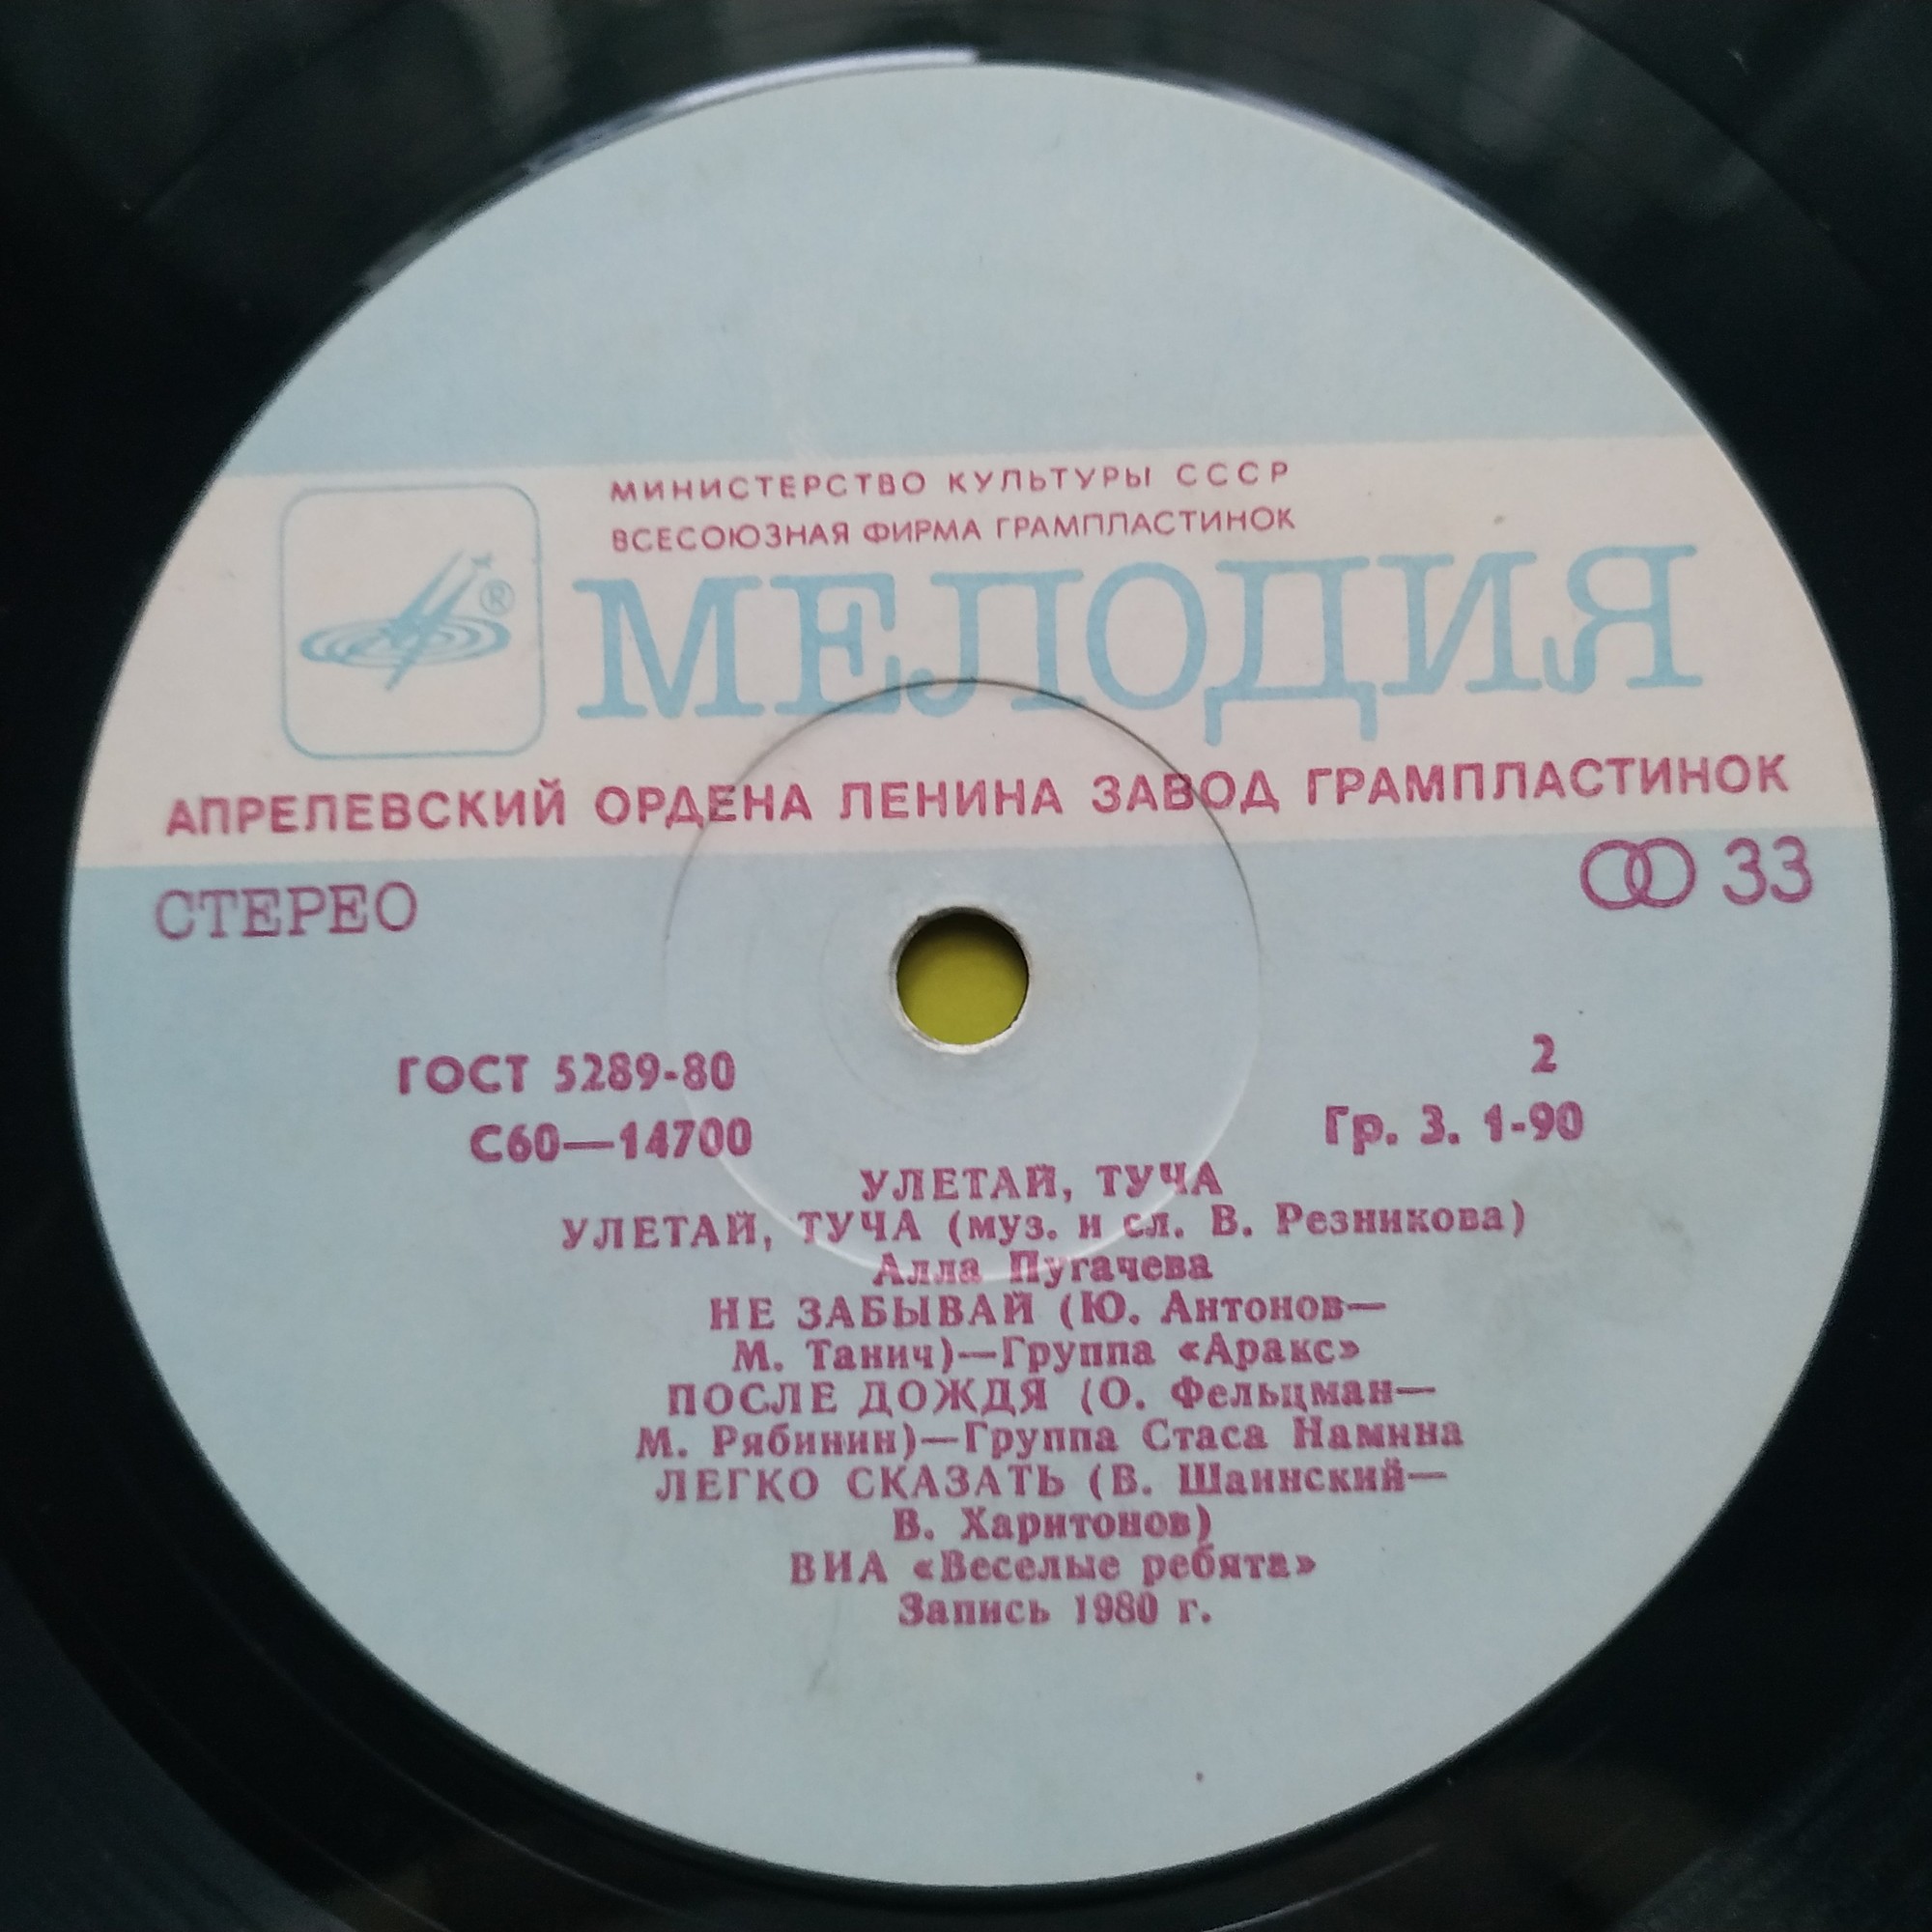 МИНИСТЕРСТВО КУЛЬТУРЫ СССР
ВСЕСОЮЗНАЯ ФИРМА ГРАМПЛАСТИНОК
®
МЕЛОДИЯ
АПРЕЛЕВСКИЙ ОРДЕНА ЛЕНИНА ЗАВОД ГРАМПЛАСТИНОК
СТЕРЕО
33
ГОСТ 5289-80
2
С60—14700
Гр. 3. 1-90
УЛЕТАЙ, ТУЧА
УЛЕТАЙ, ТУЧА (муз. и сл. В. Резникова)
Алла Пугачева
НЕ ЗАБЫВАЙ (Ю. Антонов—
М. Танич)—Группа «Аракс»
ПОСЛЕ ДОЖДЯ (О. Фельцман—
М. Рябинин)—Группа Стаса Намина
ЛЕГКО СКАЗАТЬ (В. Шаинский—
В. Харитонов)
ВИА «Веселые ребята»
Запись 1980 г.